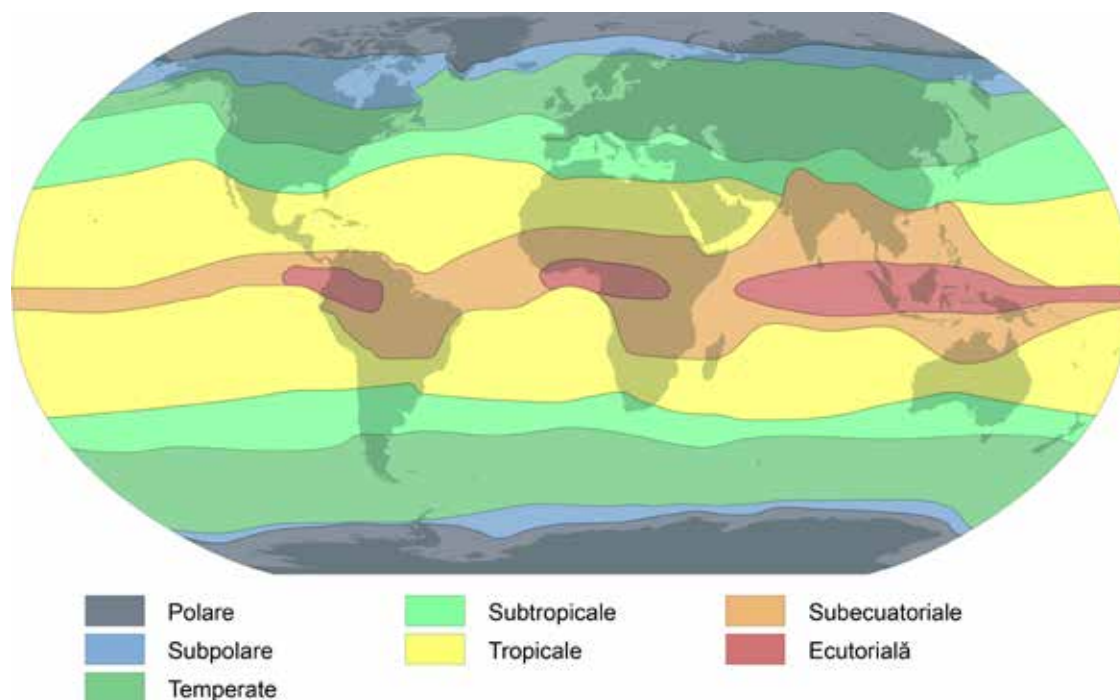 Polare
Subpolare
Temperate
Subtropicale
Tropicale
Subecuatoriale
Ecutorială